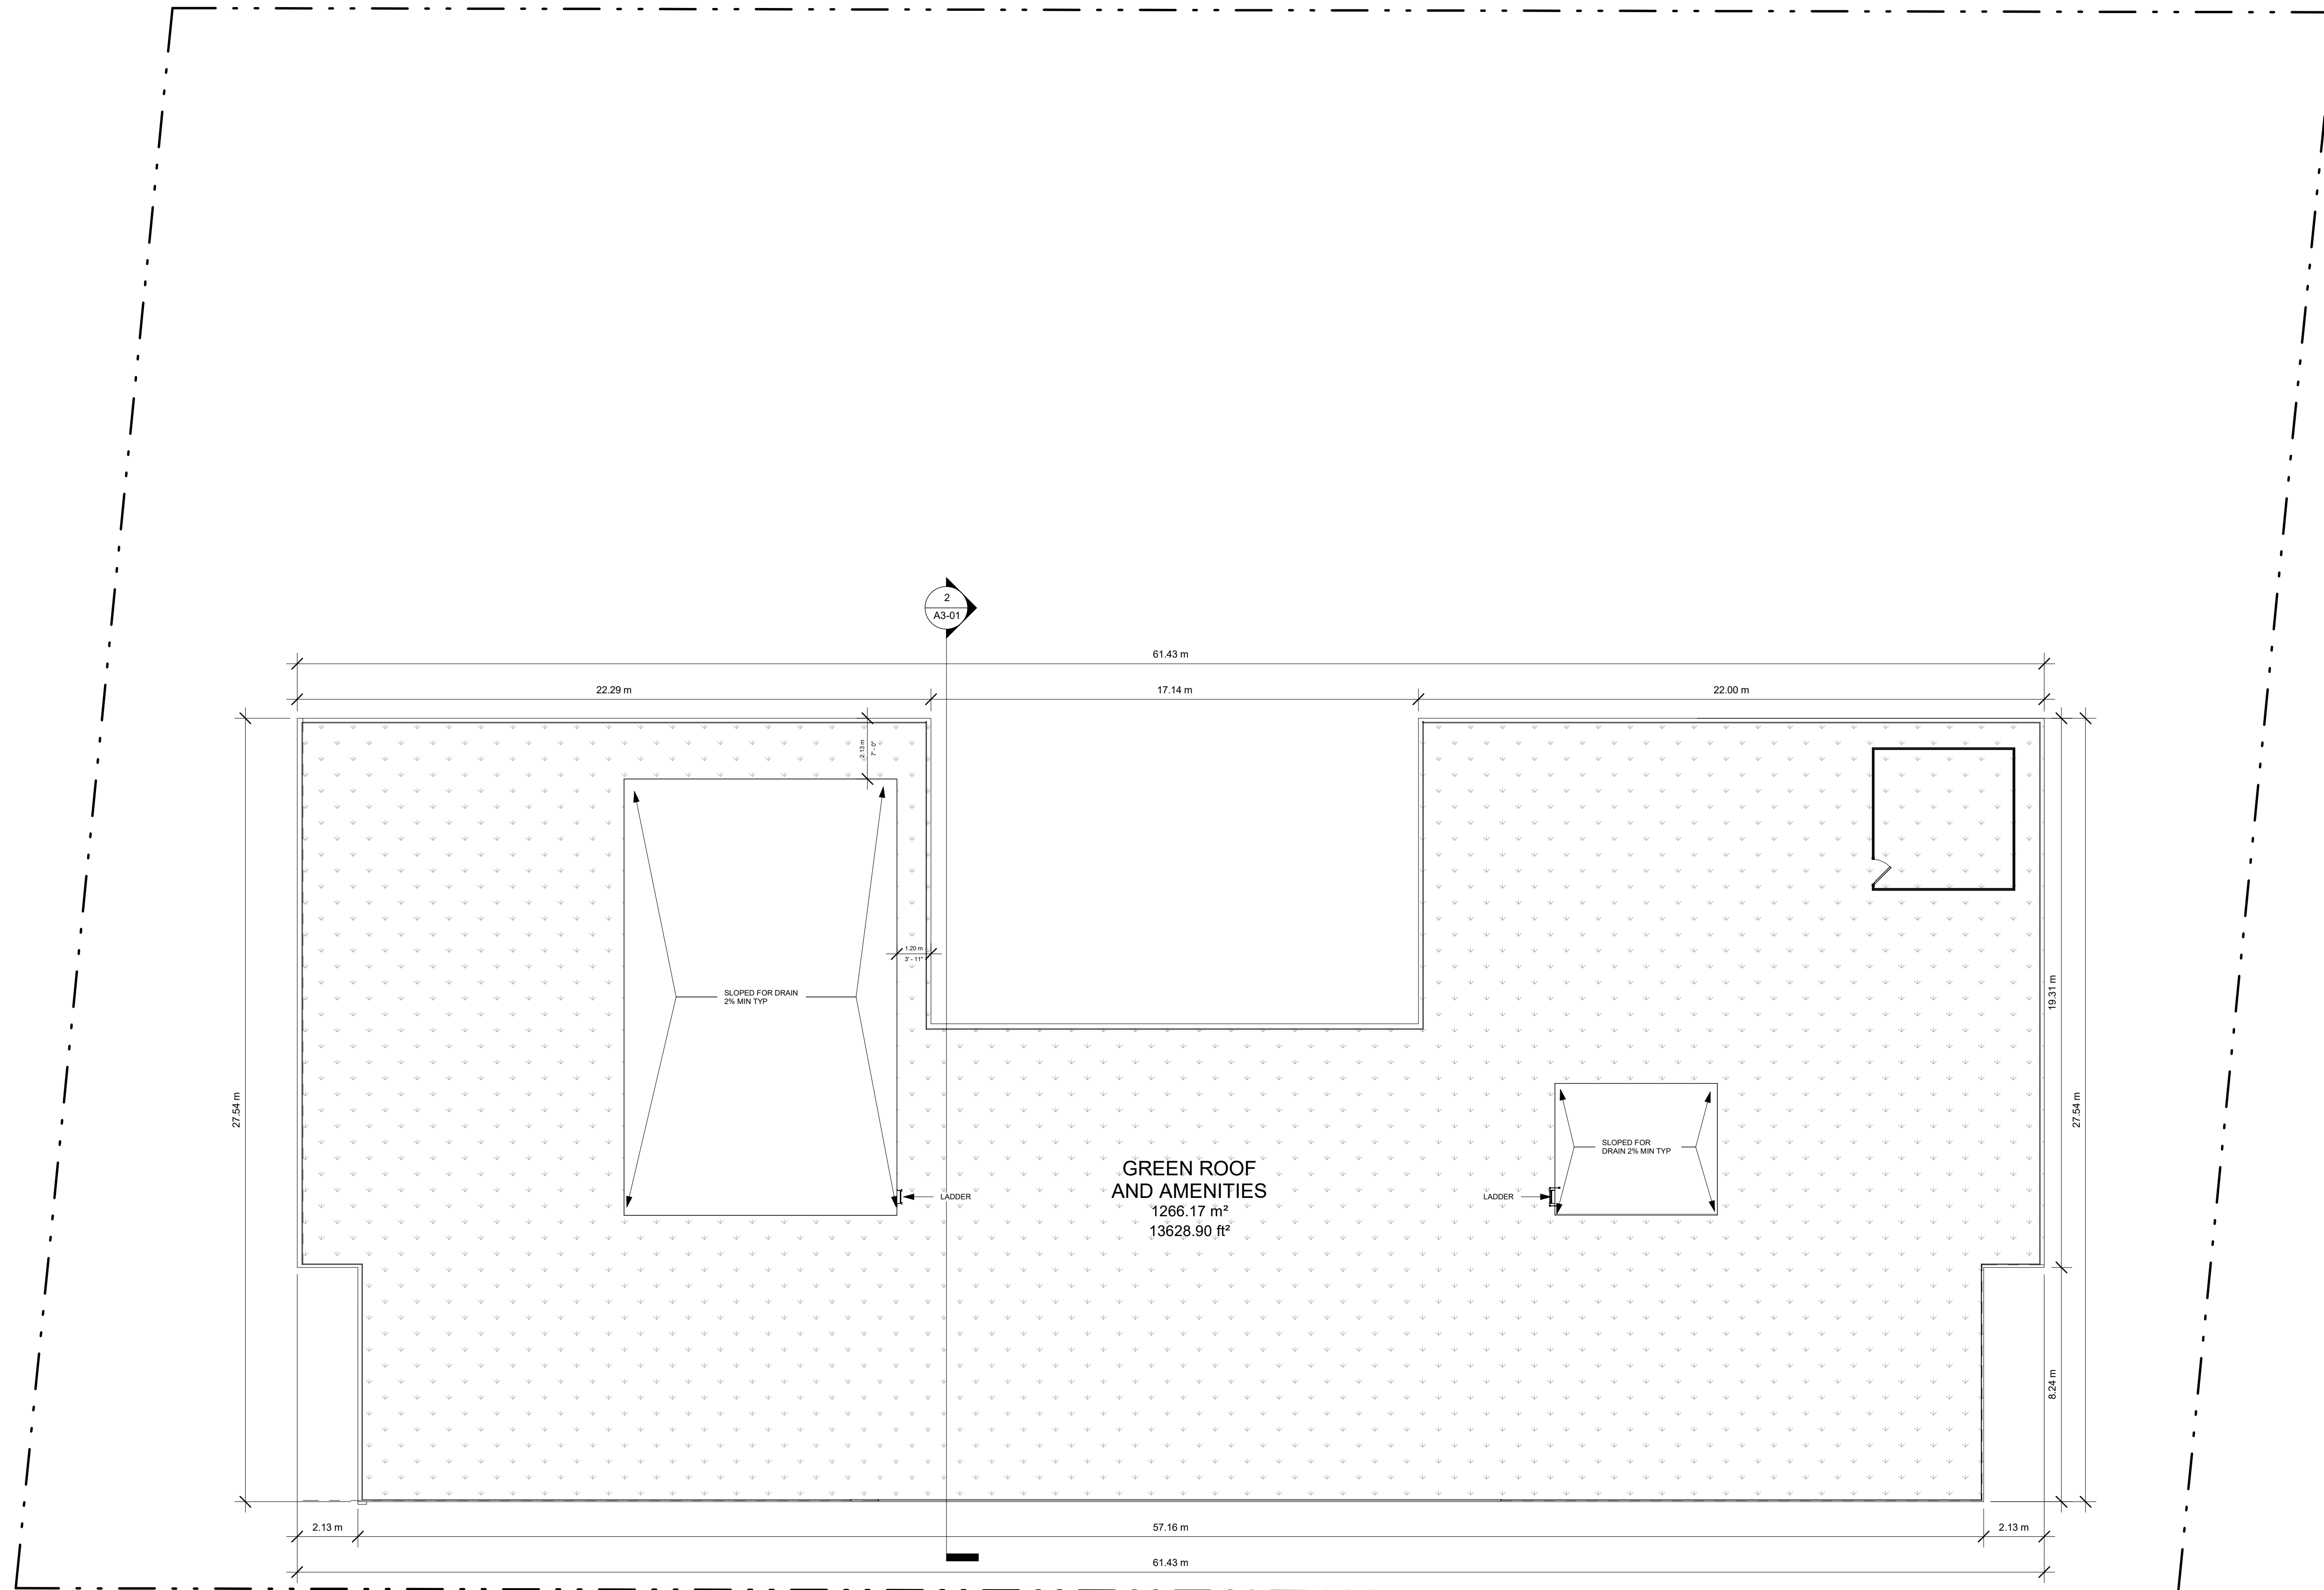 2
A3-01
61.43 m
22.29 m
17.14 m
22.00 m
2.13 m
7' - 0"
1.20 m
3' - 11"
19.31 m
SLOPED FOR DRAIN
2% MIN TYP
27.54 m
27.54 m
SLOPED FOR
DRAIN 2% MIN TYP
GREEN ROOF
AND AMENITIES
1266.17 m²
13628.90 ft²
LADDER
LADDER
8.24 m
2.13 m
57.16 m
2.13 m
61.43 m